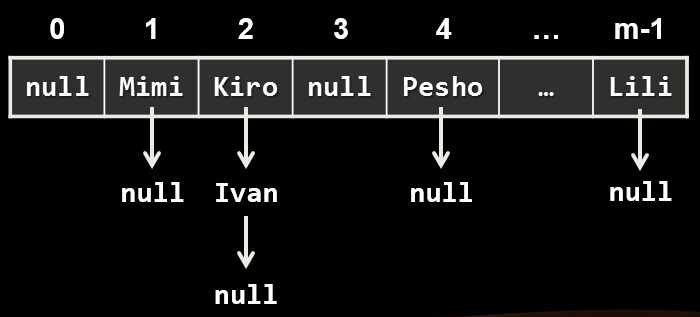 0 1 2 3 4 … m-1
null Mimi Kiro null Pesho … Lili
null Ivan null null
null